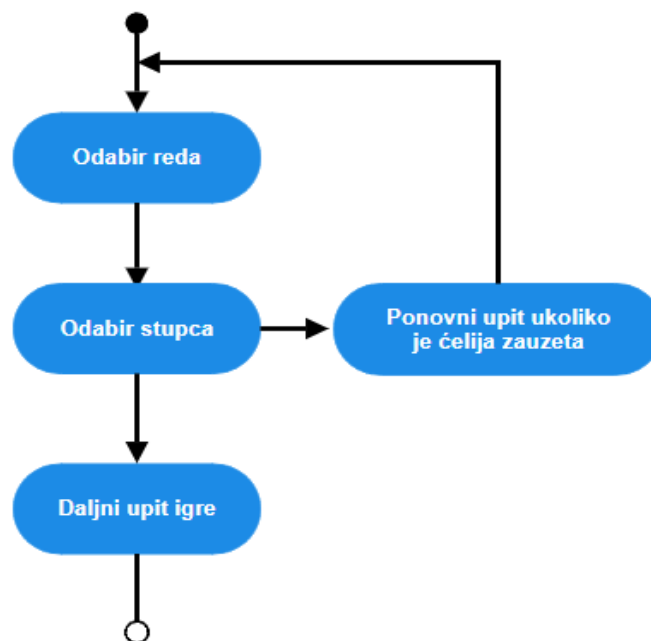 Odabir reda
Odabir stupca
Ponovni upit ukoliko
je ćelija zauzeta
Daljni upit igre